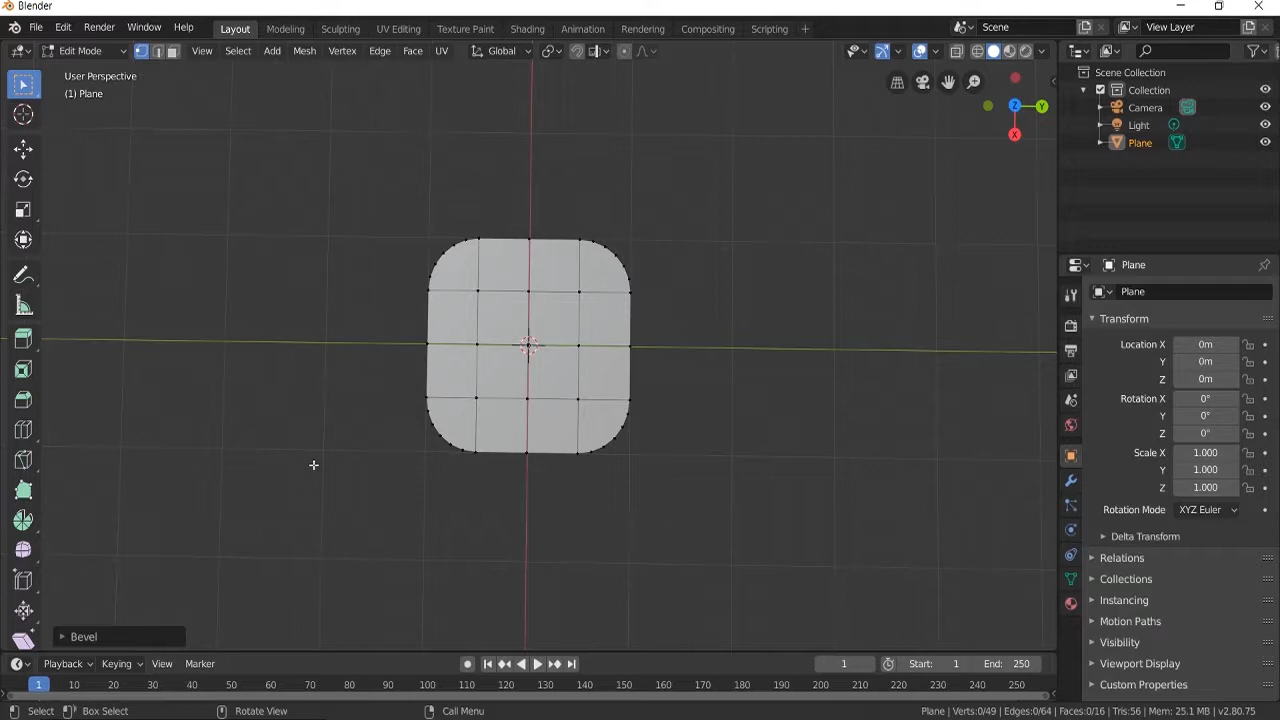 Blender
File Edit Render Window Help Layout Modeling Sculpting UV Editing Texture Paint Shading Animation Rendering Compositing Scripting + Scene View Layer
Edit Mode View Select Add Mesh Vertex Edge Face UV Global
User Perspective
(1) Plane
Z Y
X
Scene Collection
Collection
Camera
Light
Plane
Plane
Plane
Transform
Location X 0m
Y 0m
Z 0m
Rotation X 0°
Y 0°
Z 0°
Scale X 1.000
Y 1.000
Z 1.000
Rotation Mode XYZ Euler
Delta Transform
Relations
Collections
Instancing
Motion Paths
Visibility
Viewport Display
Custom Properties
Bevel
Playback Keying View Marker 1 Start: 1 End: 250
1 10 20 30 40 50 60 70 80 90 100 110 120 130 140 150 160 170 180 190 200 210 220 230 240 250
Select Box Select Rotate View Call Menu Plane | Verts:0/49 | Edges:0/64 | Faces:0/16 | Tris:56 | Mem: 25.1 MB | v2.80.75